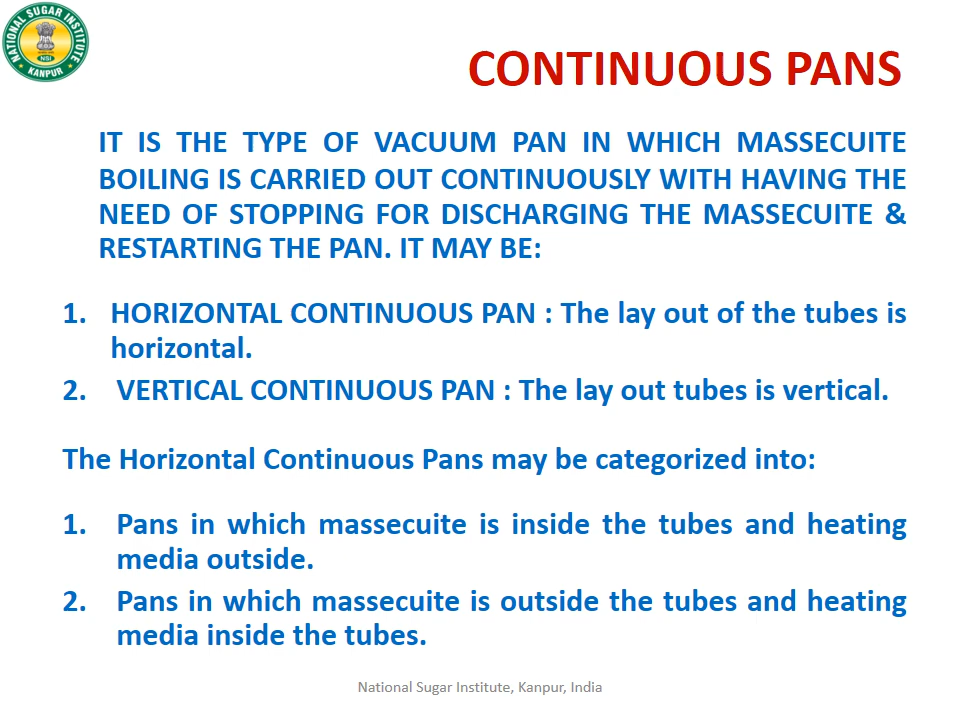 NATIONAL SUGAR INSTITUTE
NSI
KANPUR
CONTINUOUS PANS
IT IS THE TYPE OF VACUUM PAN IN WHICH MASSECUITE
BOILING IS CARRIED OUT CONTINUOUSLY WITH HAVING THE
NEED OF STOPPING FOR DISCHARGING THE MASSECUITE &
RESTARTING THE PAN. IT MAY BE:
1. HORIZONTAL CONTINUOUS PAN : The lay out of the tubes is
horizontal.
2. VERTICAL CONTINUOUS PAN : The lay out tubes is vertical.
The Horizontal Continuous Pans may be categorized into:
1. Pans in which massecuite is inside the tubes and heating
media outside.
2. Pans in which massecuite is outside the tubes and heating
media inside the tubes.
National Sugar Institute, Kanpur, India